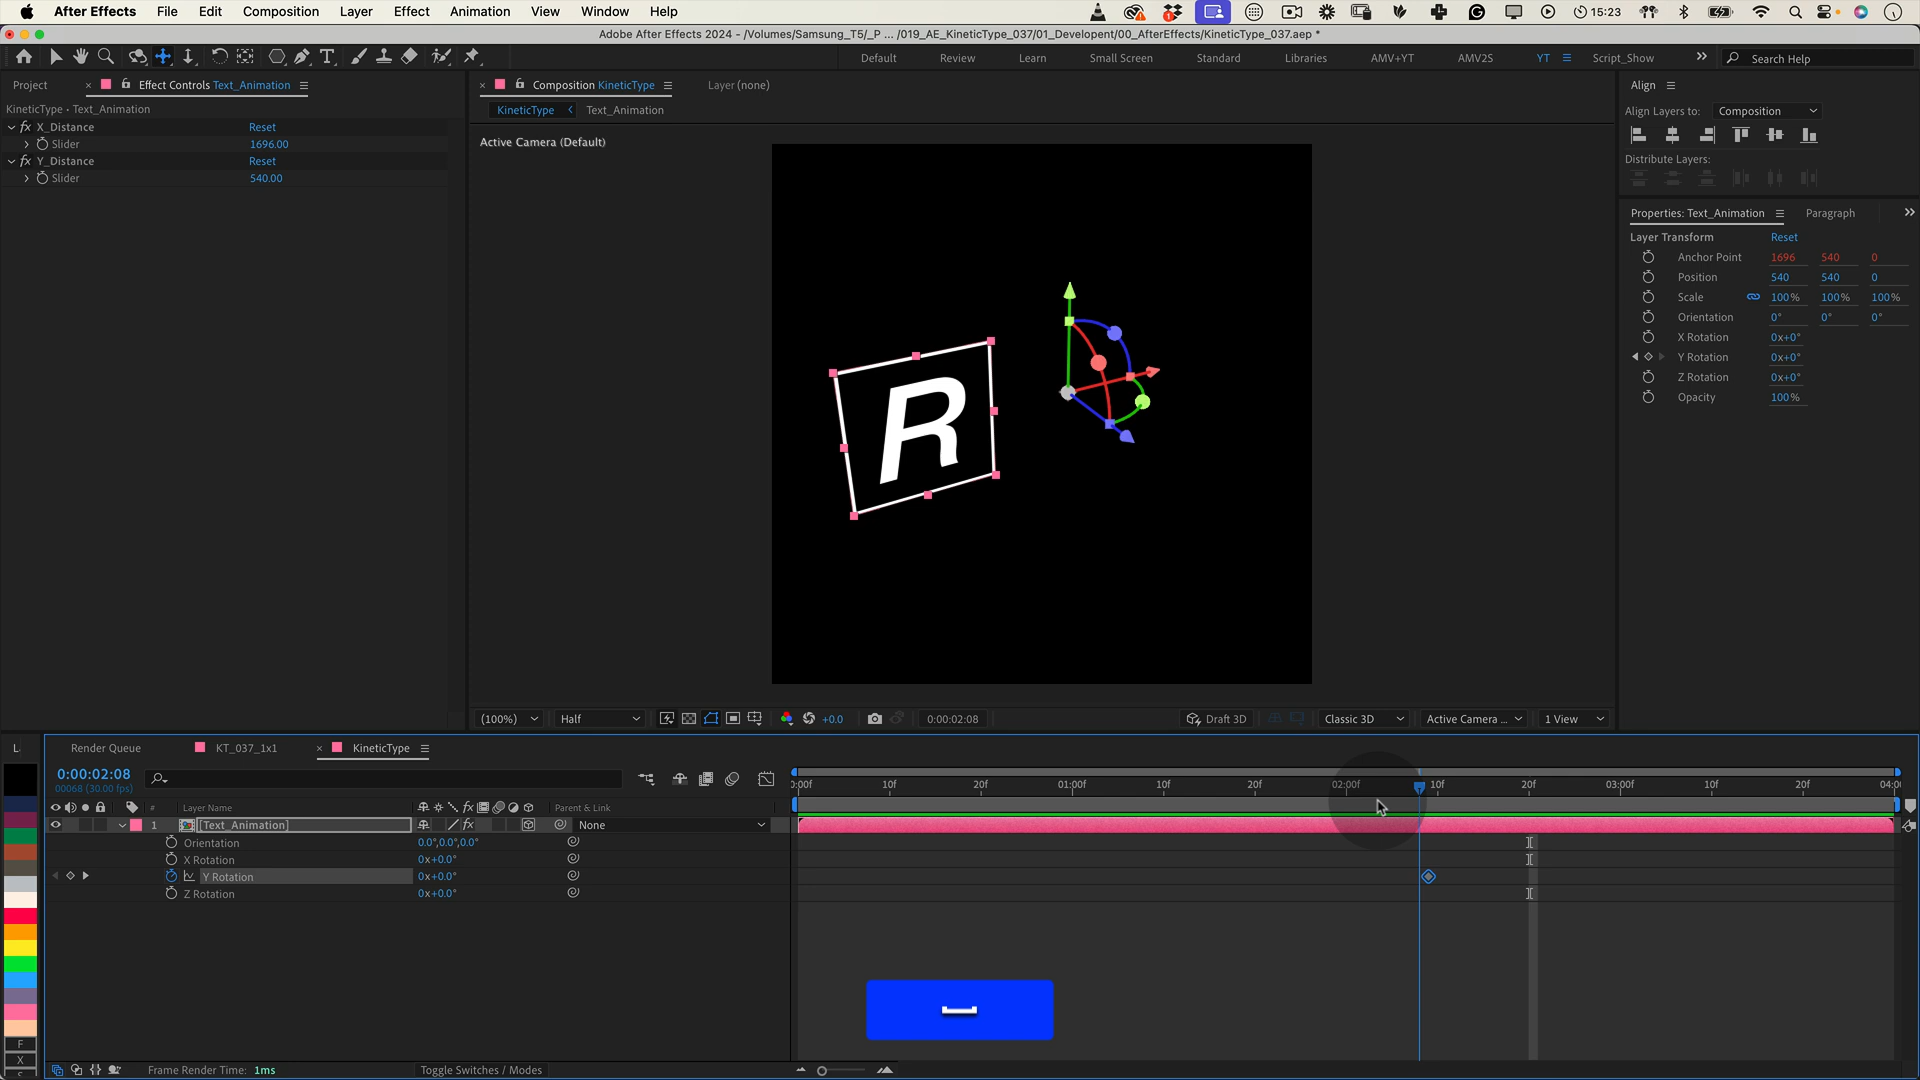 After Effects File Edit Composition Layer Effect Animation View Window Help 15:23
Adobe After Effects 2024 - /Volumes/Samsung_T5/_P ... /019_AE_KineticType_037/01_Developent/00_AfterEffects/KineticType_037.aep *
Default Review Learn Small Screen Standard Libraries AMV+YT AMV2S YT Script_Show Search Help
Project Effect Controls Text_Animation
Composition KineticType Layer (none)
Align
KineticType • Text_Animation
KineticType Text_Animation
Align Layers to: Composition
fx X_Distance Reset
Slider 1696.00
fx Y_Distance Reset
Slider 540.00
Active Camera (Default)
Distribute Layers:
Properties: Text_Animation Paragraph
Layer Transform Reset
Anchor Point 1696 540 0
Position 540 540 0
Scale 100% 100% 100%
Orientation 0° 0° 0°
X Rotation 0x+0°
Y Rotation 0x+0°
Z Rotation 0x+0°
Opacity 100%
R
(100%) Half +0.0 0:00:02:08 Draft 3D Classic 3D Active Camera ... 1 View
L Render Queue KT_037_1x1 KineticType
0:00:02:08
00068 (30.00 fps)
0:00f 10f 20f 01:00f 10f 20f 02:00f 10f 20f 03:00f 10f 20f 04:0
# Layer Name fx Parent & Link
1 [Text_Animation] fx None
Orientation 0.0°,0.0°,0.0°
X Rotation 0x+0.0°
Y Rotation 0x+0.0°
Z Rotation 0x+0.0°
F
X
Frame Render Time: 1ms Toggle Switches / Modes